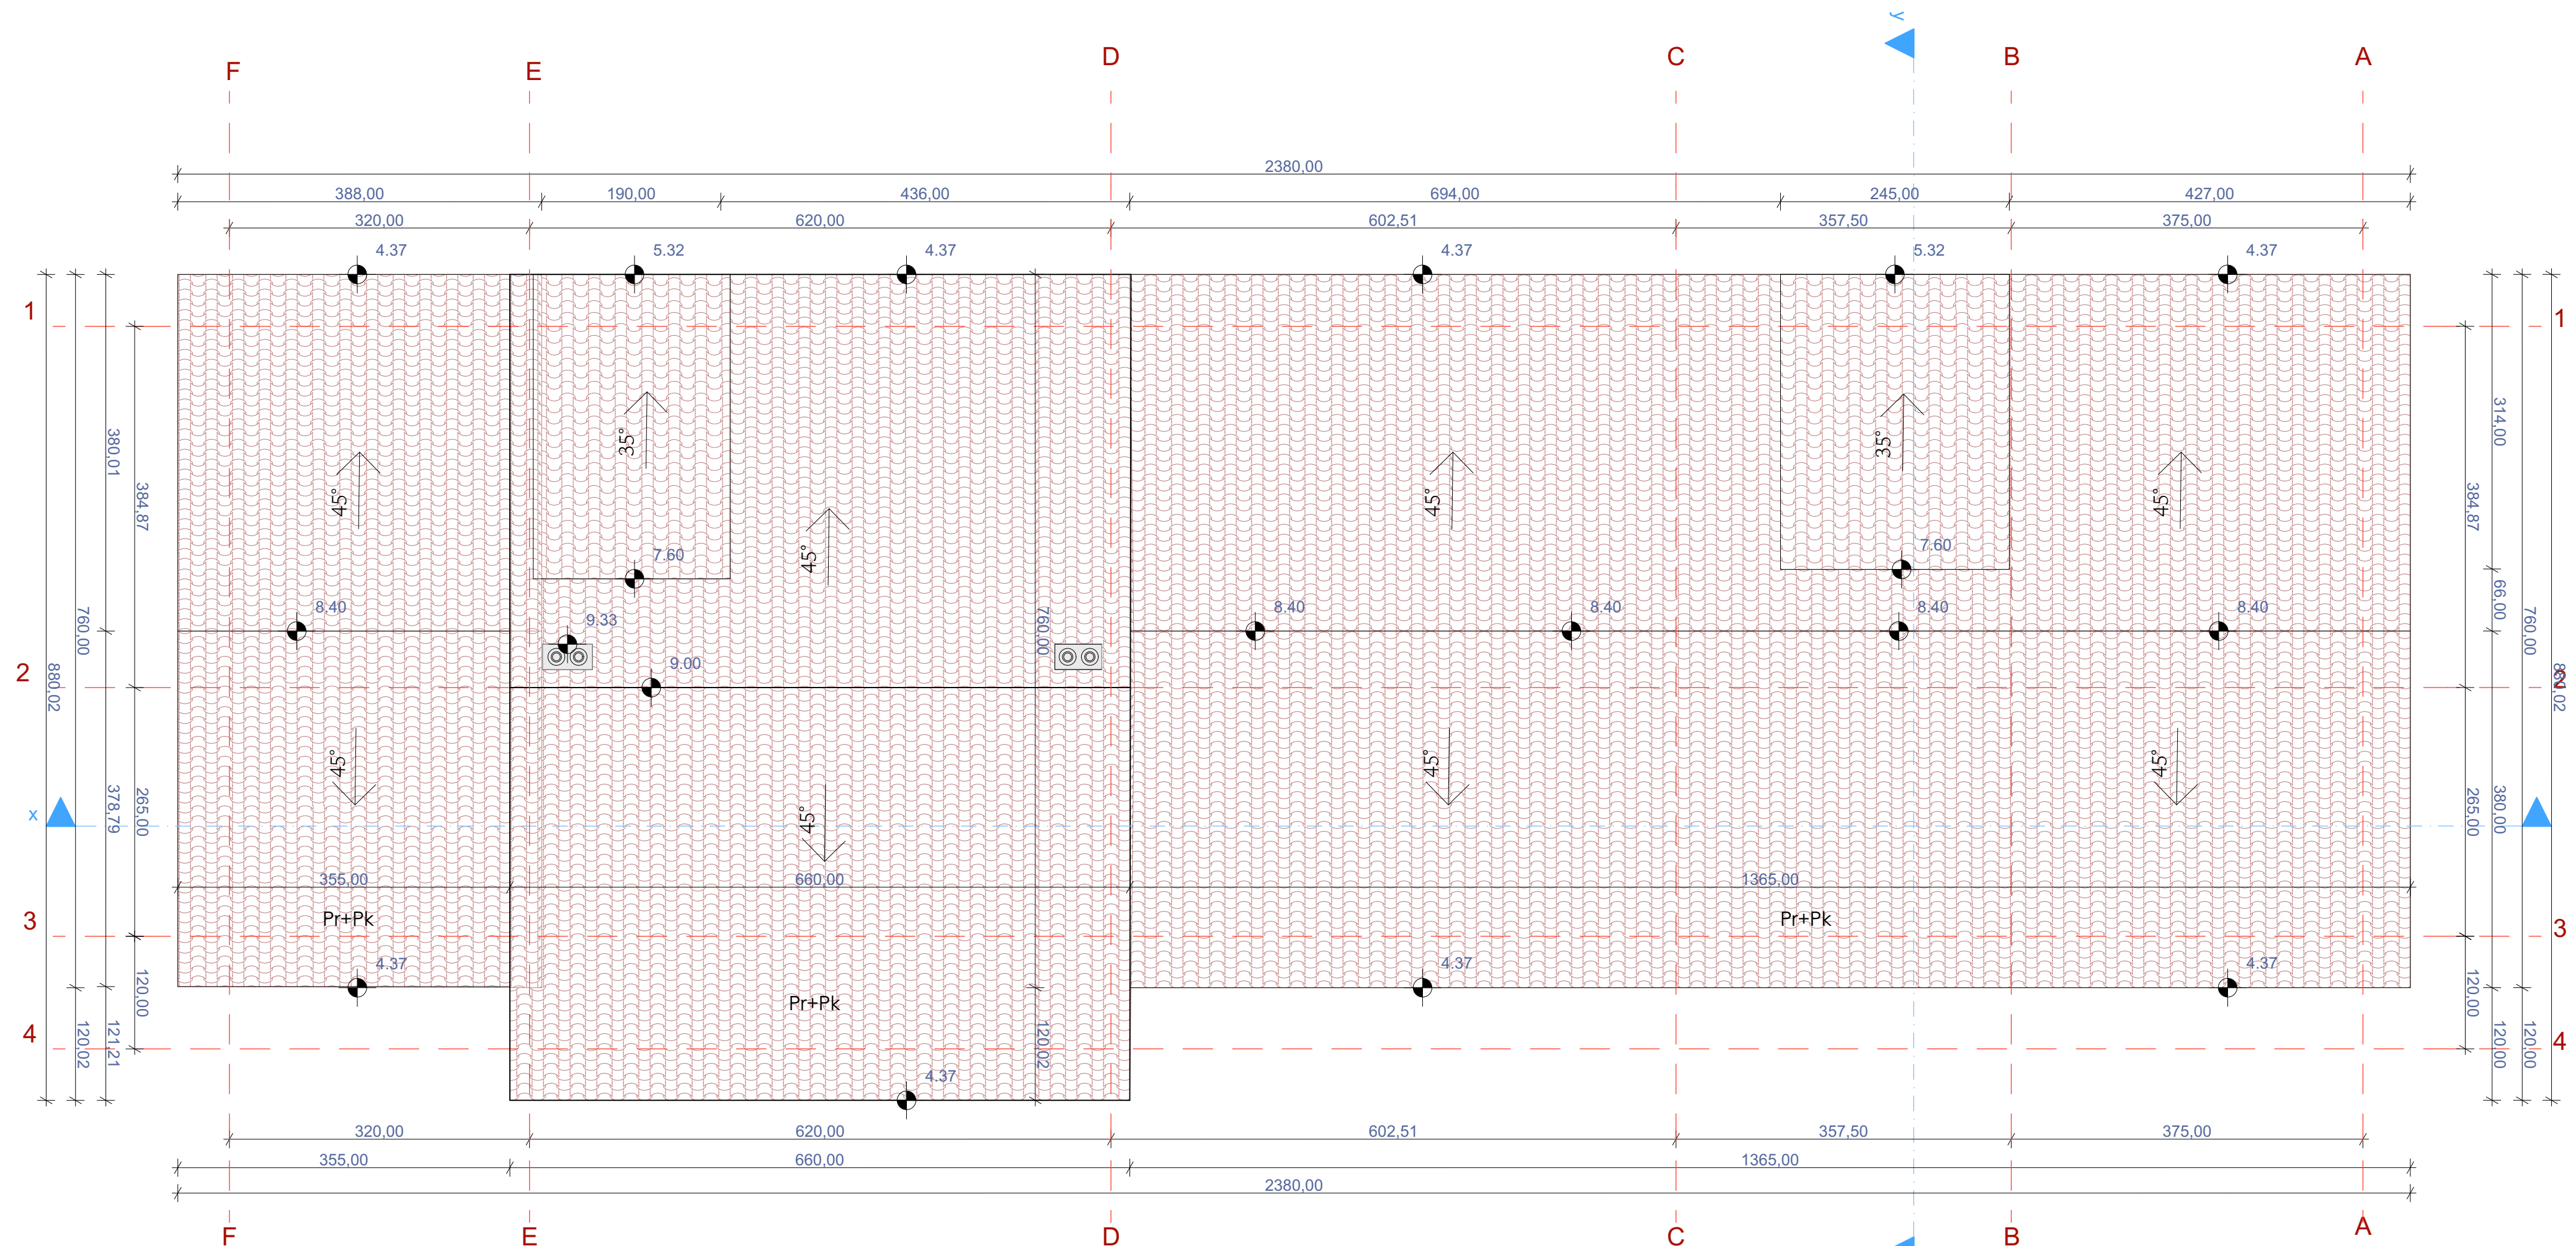 y
F E D C B A
2380,00
388,00 190,00 436,00 694,00 245,00 427,00
320,00 620,00 602,51 357,50 375,00
4.37 5.32 4.37 4.37 5.32 4.37
1 1
314,00
380,01
35° 35°
384,87 384,87
45° 45° 45°
45°
7.60 7.60
8.40 8.40 8.40 8.40 8.40
66,00
9.33
760,00 760,00 760,00
9.00
2 2
880,02 880,02
45° 45° 45°
45°
x
378,79 265,00 265,00 380,00
355,00 660,00 1365,00
Pr+Pk Pr+Pk
3 3
4.37 4.37 4.37
120,00 120,00
Pr+Pk
4 4
120,02 121,21 120,02 120,00 120,00
4.37
320,00 620,00 602,51 357,50 375,00
355,00 660,00 1365,00
2380,00
F E D C B A